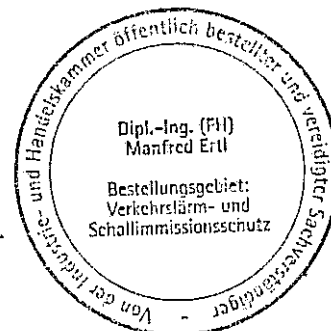 Von der Industrie- und Handelskammer öffentlich bestellter und vereidigter Sachverständiger -
Dipl.-Ing. (FH)
Manfred Ertl
Bestellungsgebiet:
Verkehrslärm- und
Schallimmissionsschutz